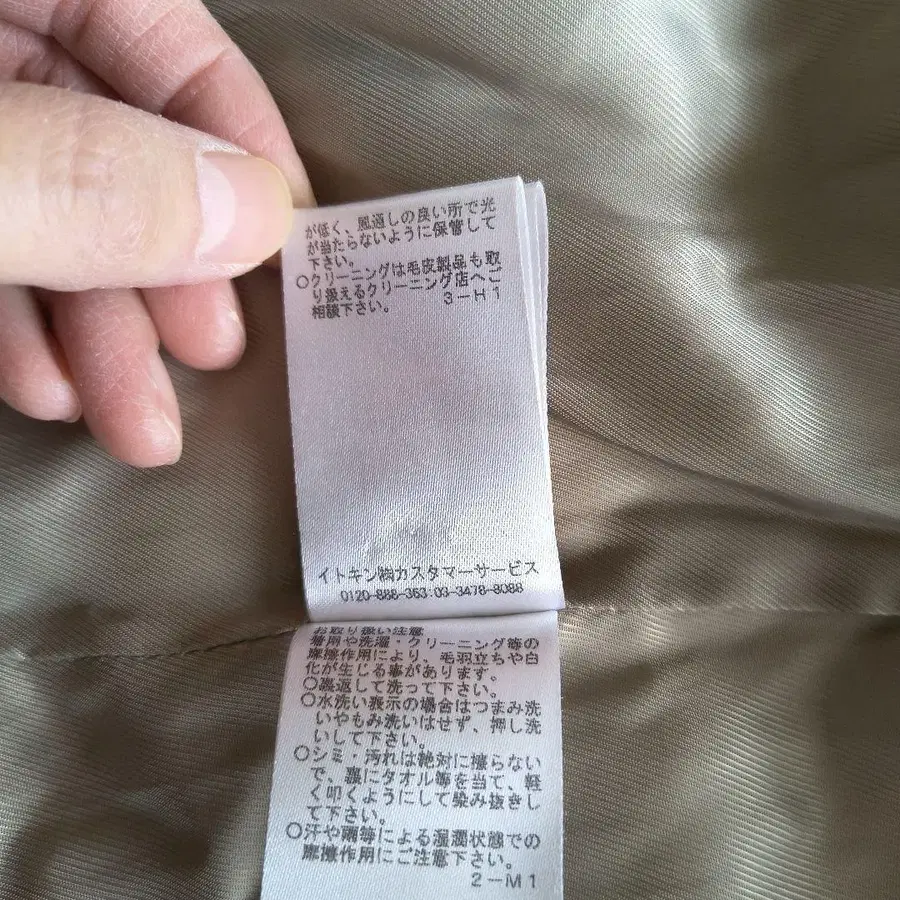 が低く、風通しの良い所で光
が当たらないように保管して
下さい。
○クリーニングは毛皮製品も取
り扱えるクリーニング店へご
相談下さい。 3-H1
イトキン㈱カスタマーサービス
0120-888-363:03-3478-8088
お取り扱い注意
着用や洗濯・クリーニング等の
摩擦作用により、毛羽立ちや白
化が生じる事があります。
○裏返して洗って下さい。
○水洗い表示の場合はつまみ洗
いやもみ洗いはせず、押し洗
いして下さい。
○シミ・汚れは絶対に擦らない
で、裏にタオル等を当て、軽
く叩くようにして染み抜きし
て下さい。
○汗や雨等による湿潤状態での
摩擦作用にご注意下さい。
2-M1